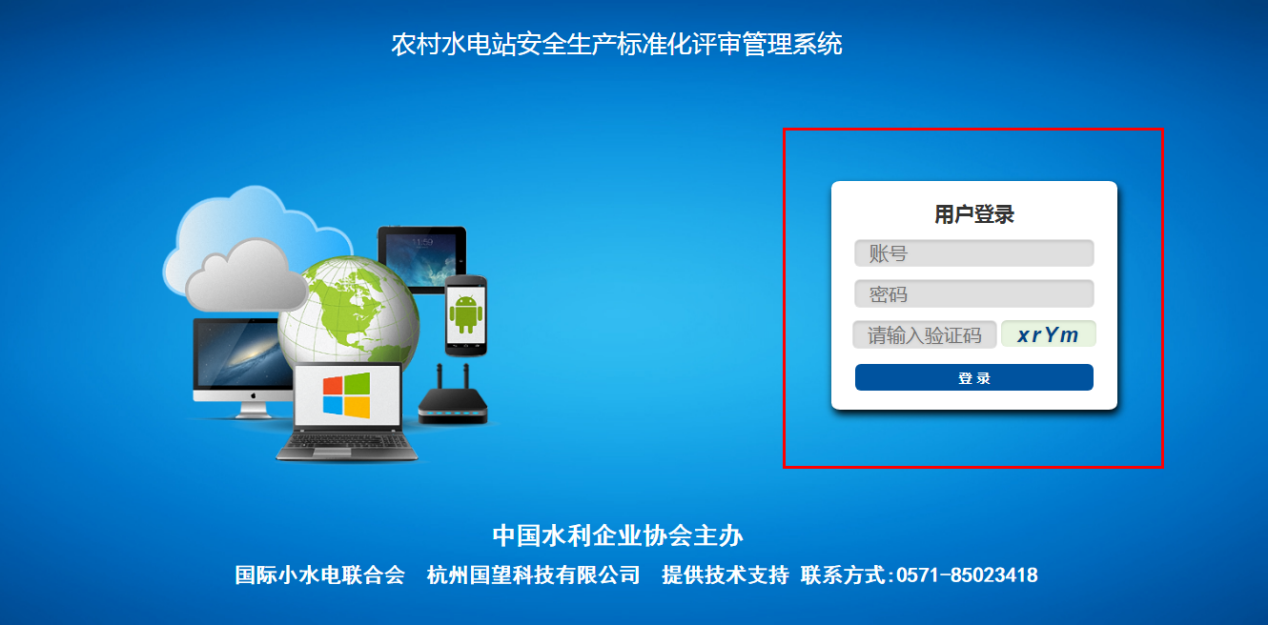 农村水电站安全生产标准化评审管理系统
11:59
用户登录
账号
密码
请输入验证码 xrYm
登 录
中国水利企业协会主办
国际小水电联合会 杭州国望科技有限公司 提供技术支持 联系方式:0571-85023418